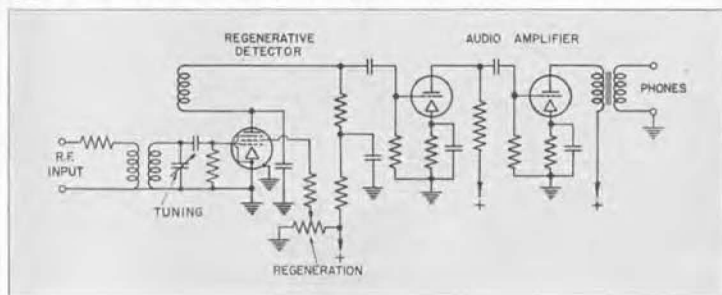 REGENERATIVE
DETECTOR
AUDIO AMPLIFIER
PHONES
R.F.
INPUT
TUNING
+
+
+
REGENERATION